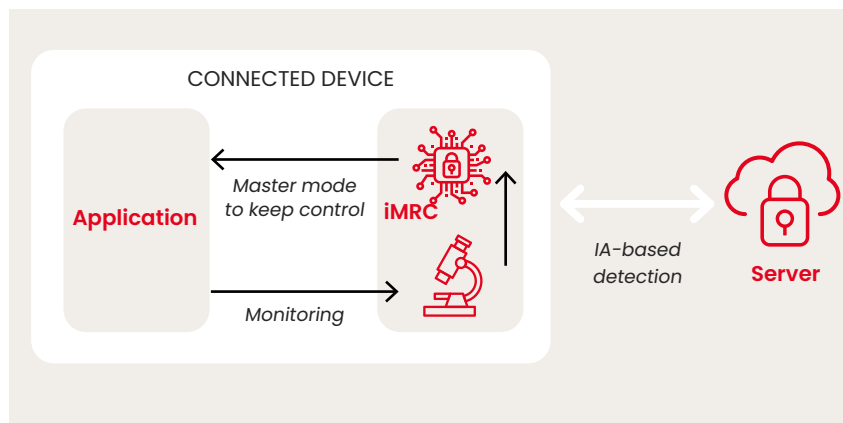 CONNECTED DEVICE
Application
Master mode
to keep control
iMRC
Monitoring
IA-based
detection
Server